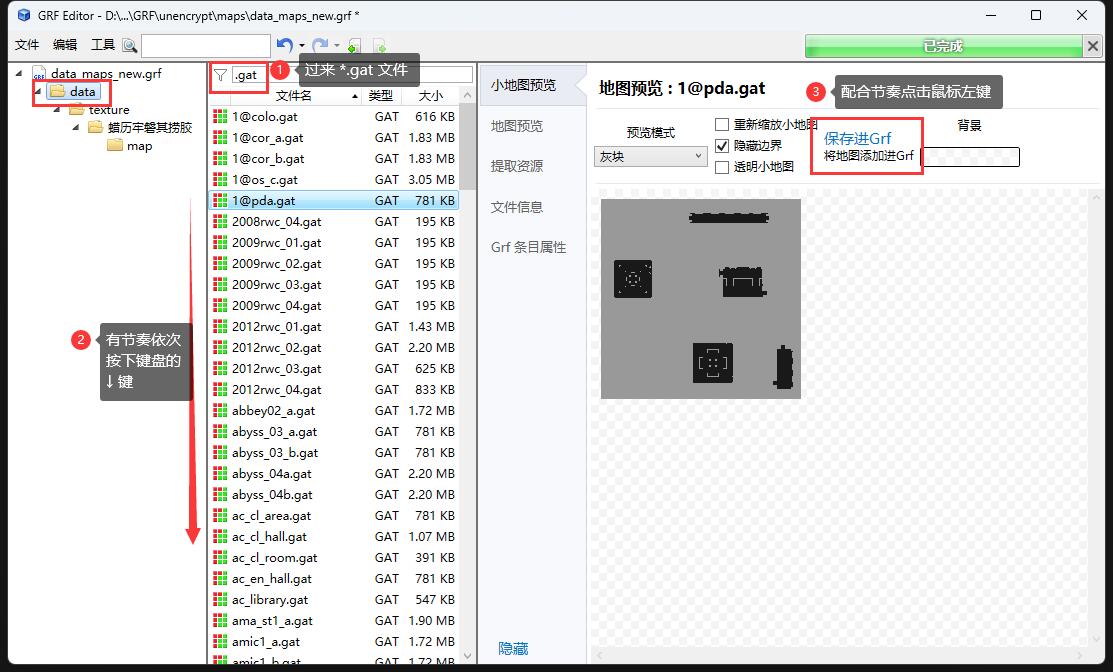 GRF Editor - D:\...\GRF\unencrypt\maps\data_maps_new.grf *
文件 编辑 工具
已完成
data_maps_new.grf
data
texture
蜡历牢磐其捞胶
map
.gat
1 过来 *.gat 文件
文件名 类型 大小
1@colo.gat GAT 616 KB
1@cor_a.gat GAT 1.83 MB
1@cor_b.gat GAT 1.83 MB
1@os_c.gat GAT 3.05 MB
1@pda.gat GAT 781 KB
2008rwc_04.gat GAT 195 KB
2009rwc_01.gat GAT 195 KB
2009rwc_02.gat GAT 195 KB
2009rwc_03.gat GAT 195 KB
2009rwc_04.gat GAT 195 KB
2012rwc_01.gat GAT 1.43 MB
2012rwc_02.gat GAT 2.20 MB
2012rwc_03.gat GAT 625 KB
2012rwc_04.gat GAT 833 KB
abbey02_a.gat GAT 1.72 MB
abyss_03_a.gat GAT 781 KB
abyss_03_b.gat GAT 781 KB
abyss_04a.gat GAT 2.20 MB
abyss_04b.gat GAT 2.20 MB
ac_cl_area.gat GAT 781 KB
ac_cl_hall.gat GAT 1.07 MB
ac_cl_room.gat GAT 391 KB
ac_en_hall.gat GAT 781 KB
ac_library.gat GAT 547 KB
ama_st1_a.gat GAT 1.90 MB
amic1_a.gat GAT 1.72 MB
amic1_b.gat GAT 1.72 MB
2 有节奏依次
按下键盘的
↓ 键
小地图预览
地图预览
提取资源
文件信息
Grf 条目属性
隐藏
地图预览 : 1@pda.gat
3 配合节奏点击鼠标左键
预览模式
灰块
重新缩放小地图
隐藏边界
透明小地图
保存进Grf
将地图添加进Grf
背景